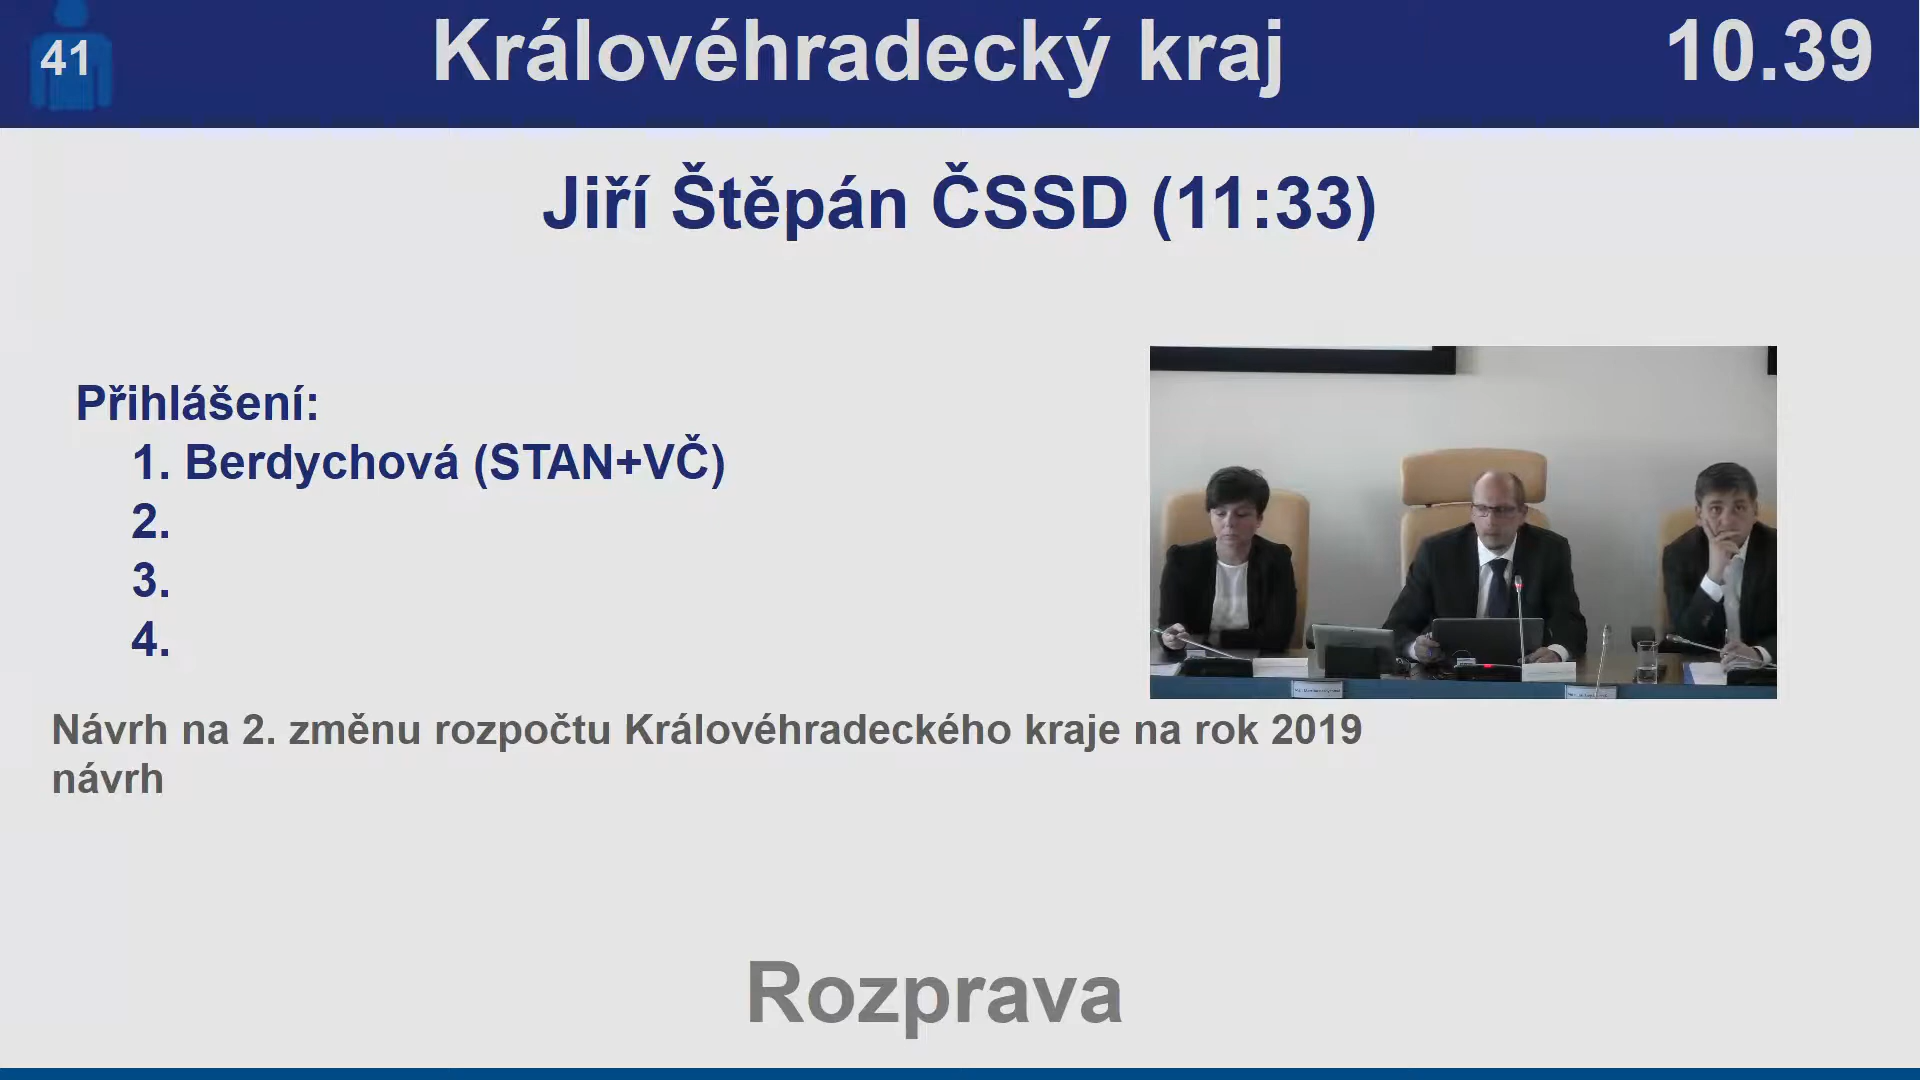 41
Královéhradecký kraj
10.39
Jiří Štěpán ČSSD (11:33)
Přihlášení:
1. Berdychová (STAN+VČ)
2.
3.
4.
Návrh na 2. změnu rozpočtu Královéhradeckého kraje na rok 2019
návrh
Rozprava